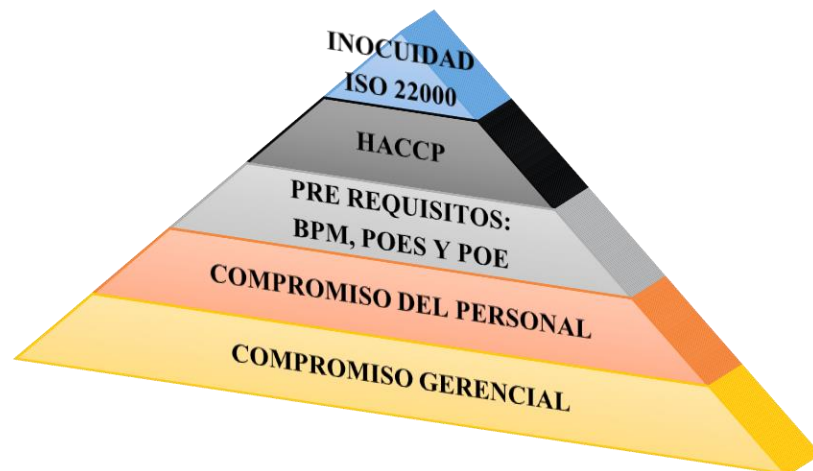 INOCUIDAD
ISO 22000
HACCP
PRE REQUISITOS:
BPM, POES Y POE
COMPROMISO DEL PERSONAL
COMPROMISO GERENCIAL